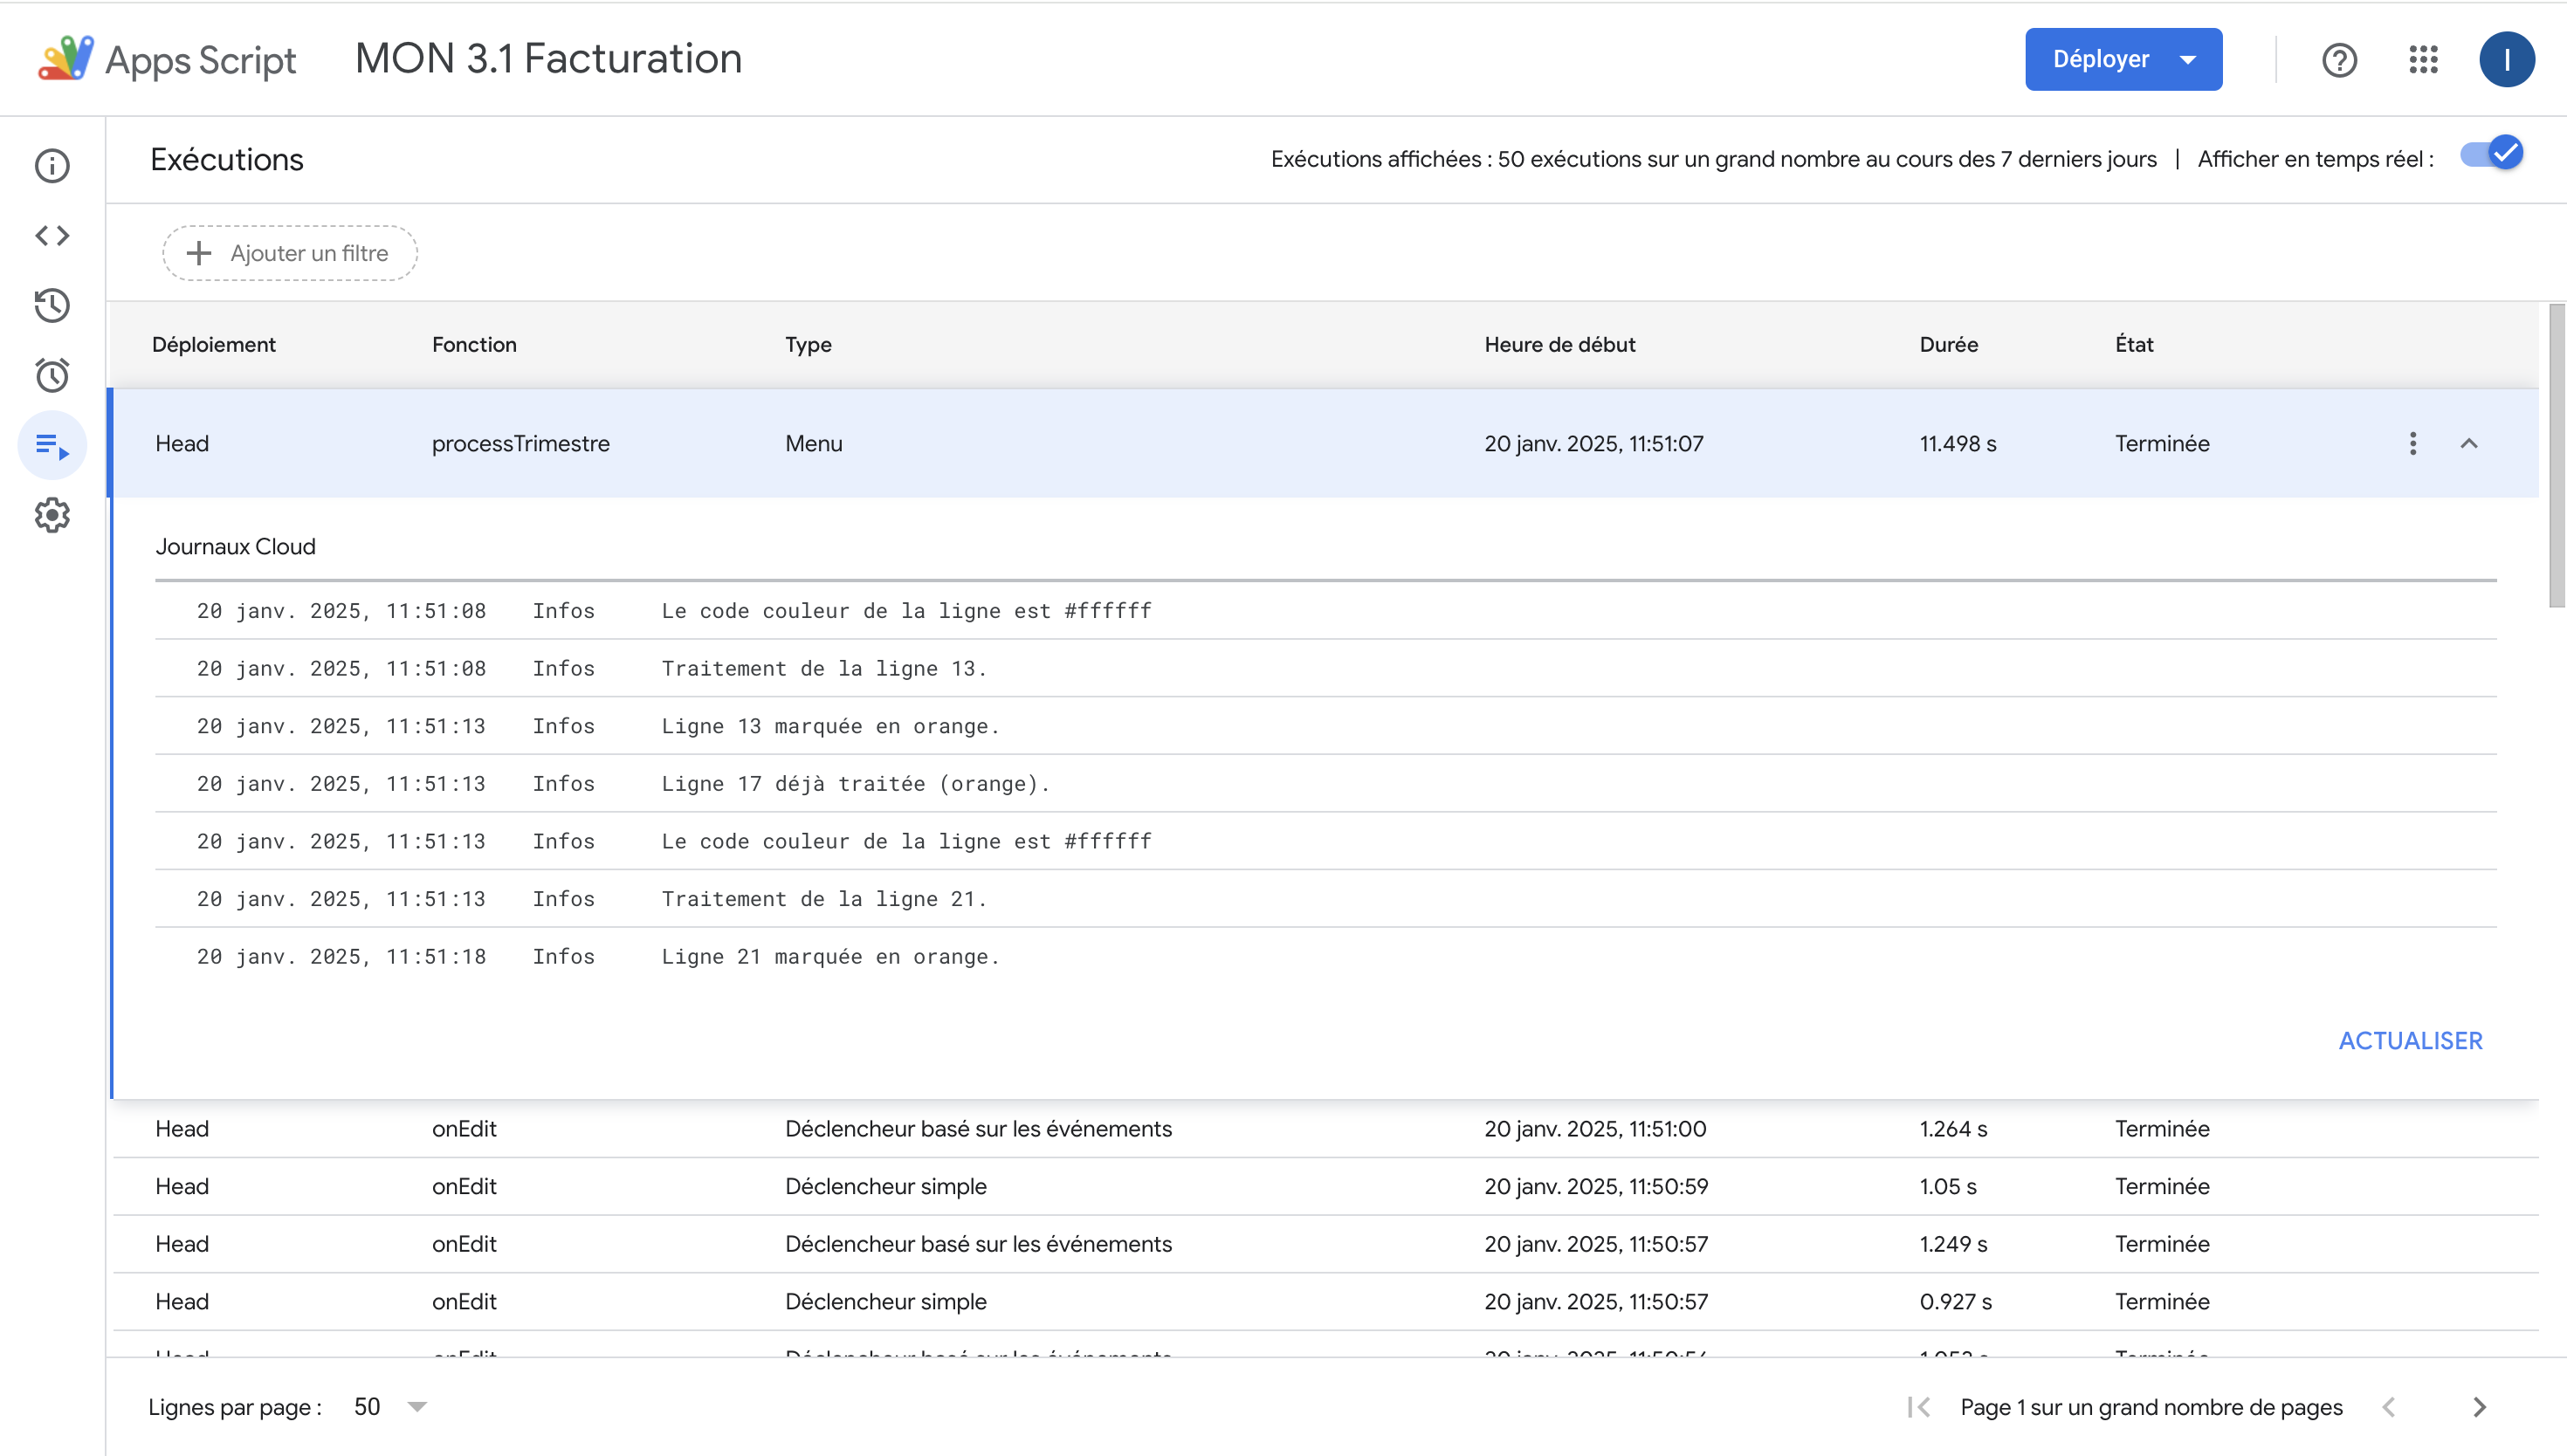 Apps Script MON 3.1 Facturation Déployer I
Exécutions Exécutions affichées : 50 exécutions sur un grand nombre au cours des 7 derniers jours | Afficher en temps réel :
Ajouter un filtre
Déploiement Fonction Type Heure de début Durée État
Head processTrimestre Menu 20 janv. 2025, 11:51:07 11.498 s Terminée
Journaux Cloud
20 janv. 2025, 11:51:08 Infos Le code couleur de la ligne est #ffffff
20 janv. 2025, 11:51:08 Infos Traitement de la ligne 13.
20 janv. 2025, 11:51:13 Infos Ligne 13 marquée en orange.
20 janv. 2025, 11:51:13 Infos Ligne 17 déjà traitée (orange).
20 janv. 2025, 11:51:13 Infos Le code couleur de la ligne est #ffffff
20 janv. 2025, 11:51:13 Infos Traitement de la ligne 21.
20 janv. 2025, 11:51:18 Infos Ligne 21 marquée en orange.
ACTUALISER
Head onEdit Déclencheur basé sur les événements 20 janv. 2025, 11:51:00 1.264 s Terminée
Head onEdit Déclencheur simple 20 janv. 2025, 11:50:59 1.05 s Terminée
Head onEdit Déclencheur basé sur les événements 20 janv. 2025, 11:50:57 1.249 s Terminée
Head onEdit Déclencheur simple 20 janv. 2025, 11:50:57 0.927 s Terminée
Lignes par page : 50 Page 1 sur un grand nombre de pages